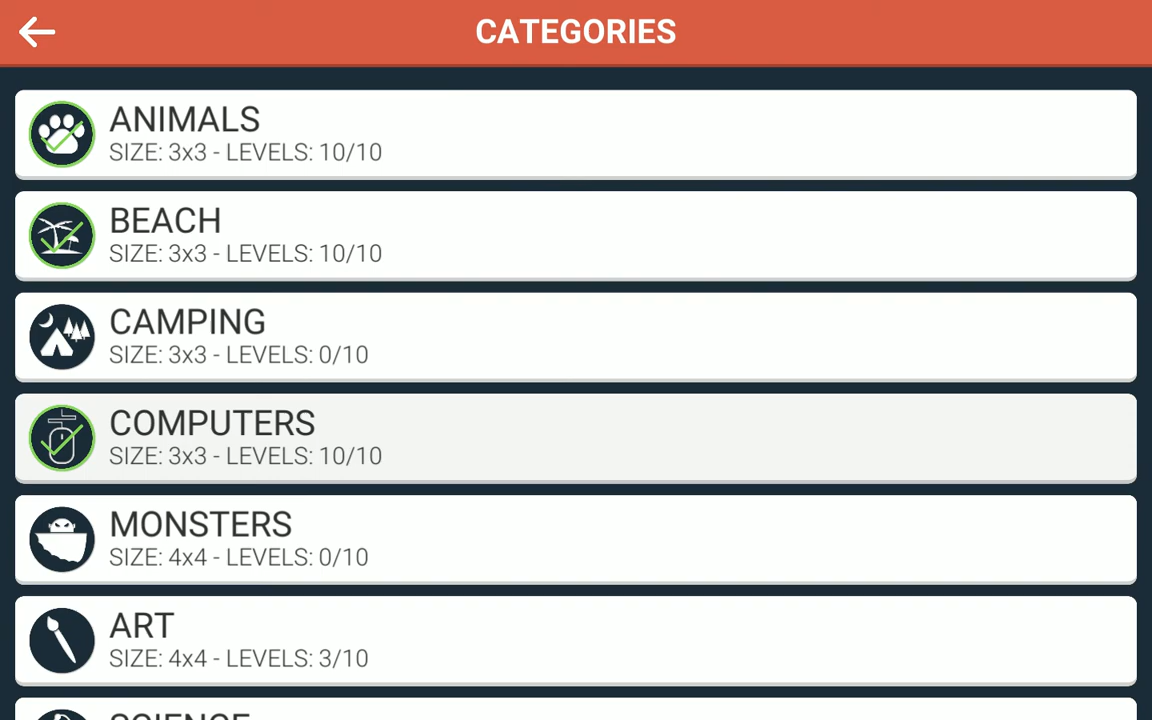 CATEGORIES
ANIMALS
SIZE: 3x3 - LEVELS: 10/10
BEACH
SIZE: 3x3 - LEVELS: 10/10
CAMPING
SIZE: 3x3 - LEVELS: 0/10
COMPUTERS
SIZE: 3x3 - LEVELS: 10/10
MONSTERS
SIZE: 4x4 - LEVELS: 0/10
ART
SIZE: 4x4 - LEVELS: 3/10
SCIENCE